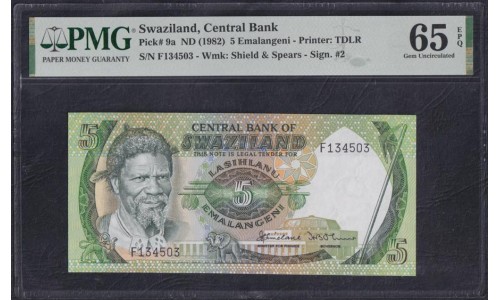 PMG
PAPER MONEY GUARANTY
Swaziland, Central Bank
Pick# 9a ND (1982) 5 Emalangeni - Printer: TDLR
S/N F134503 - Wmk: Shield & Spears - Sign. #2
65 EPQ
Gem Uncirculated
5
CENTRAL BANK OF
SWAZILAND
THIS NOTE IS LEGAL TENDER FOR
F134503
LASIHLANU
5
EMALANGENI
F134503
5